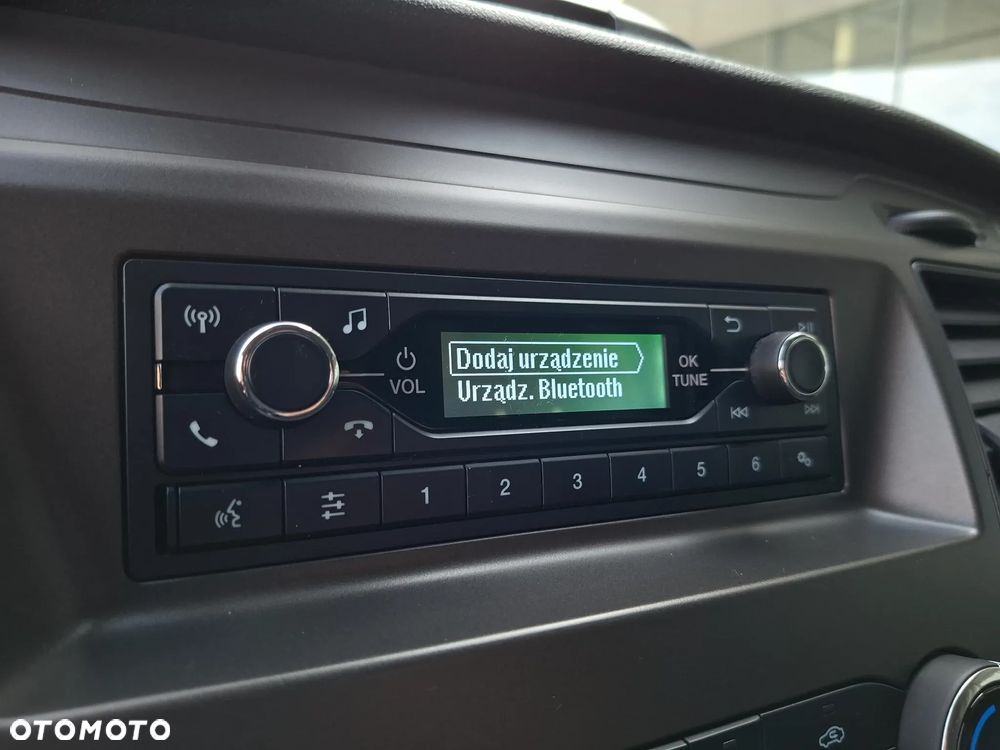 Dodaj urządzenie
Urządz. Bluetooth
VOL
OK
TUNE
1 2 3 4 5 6
OTOMOTO